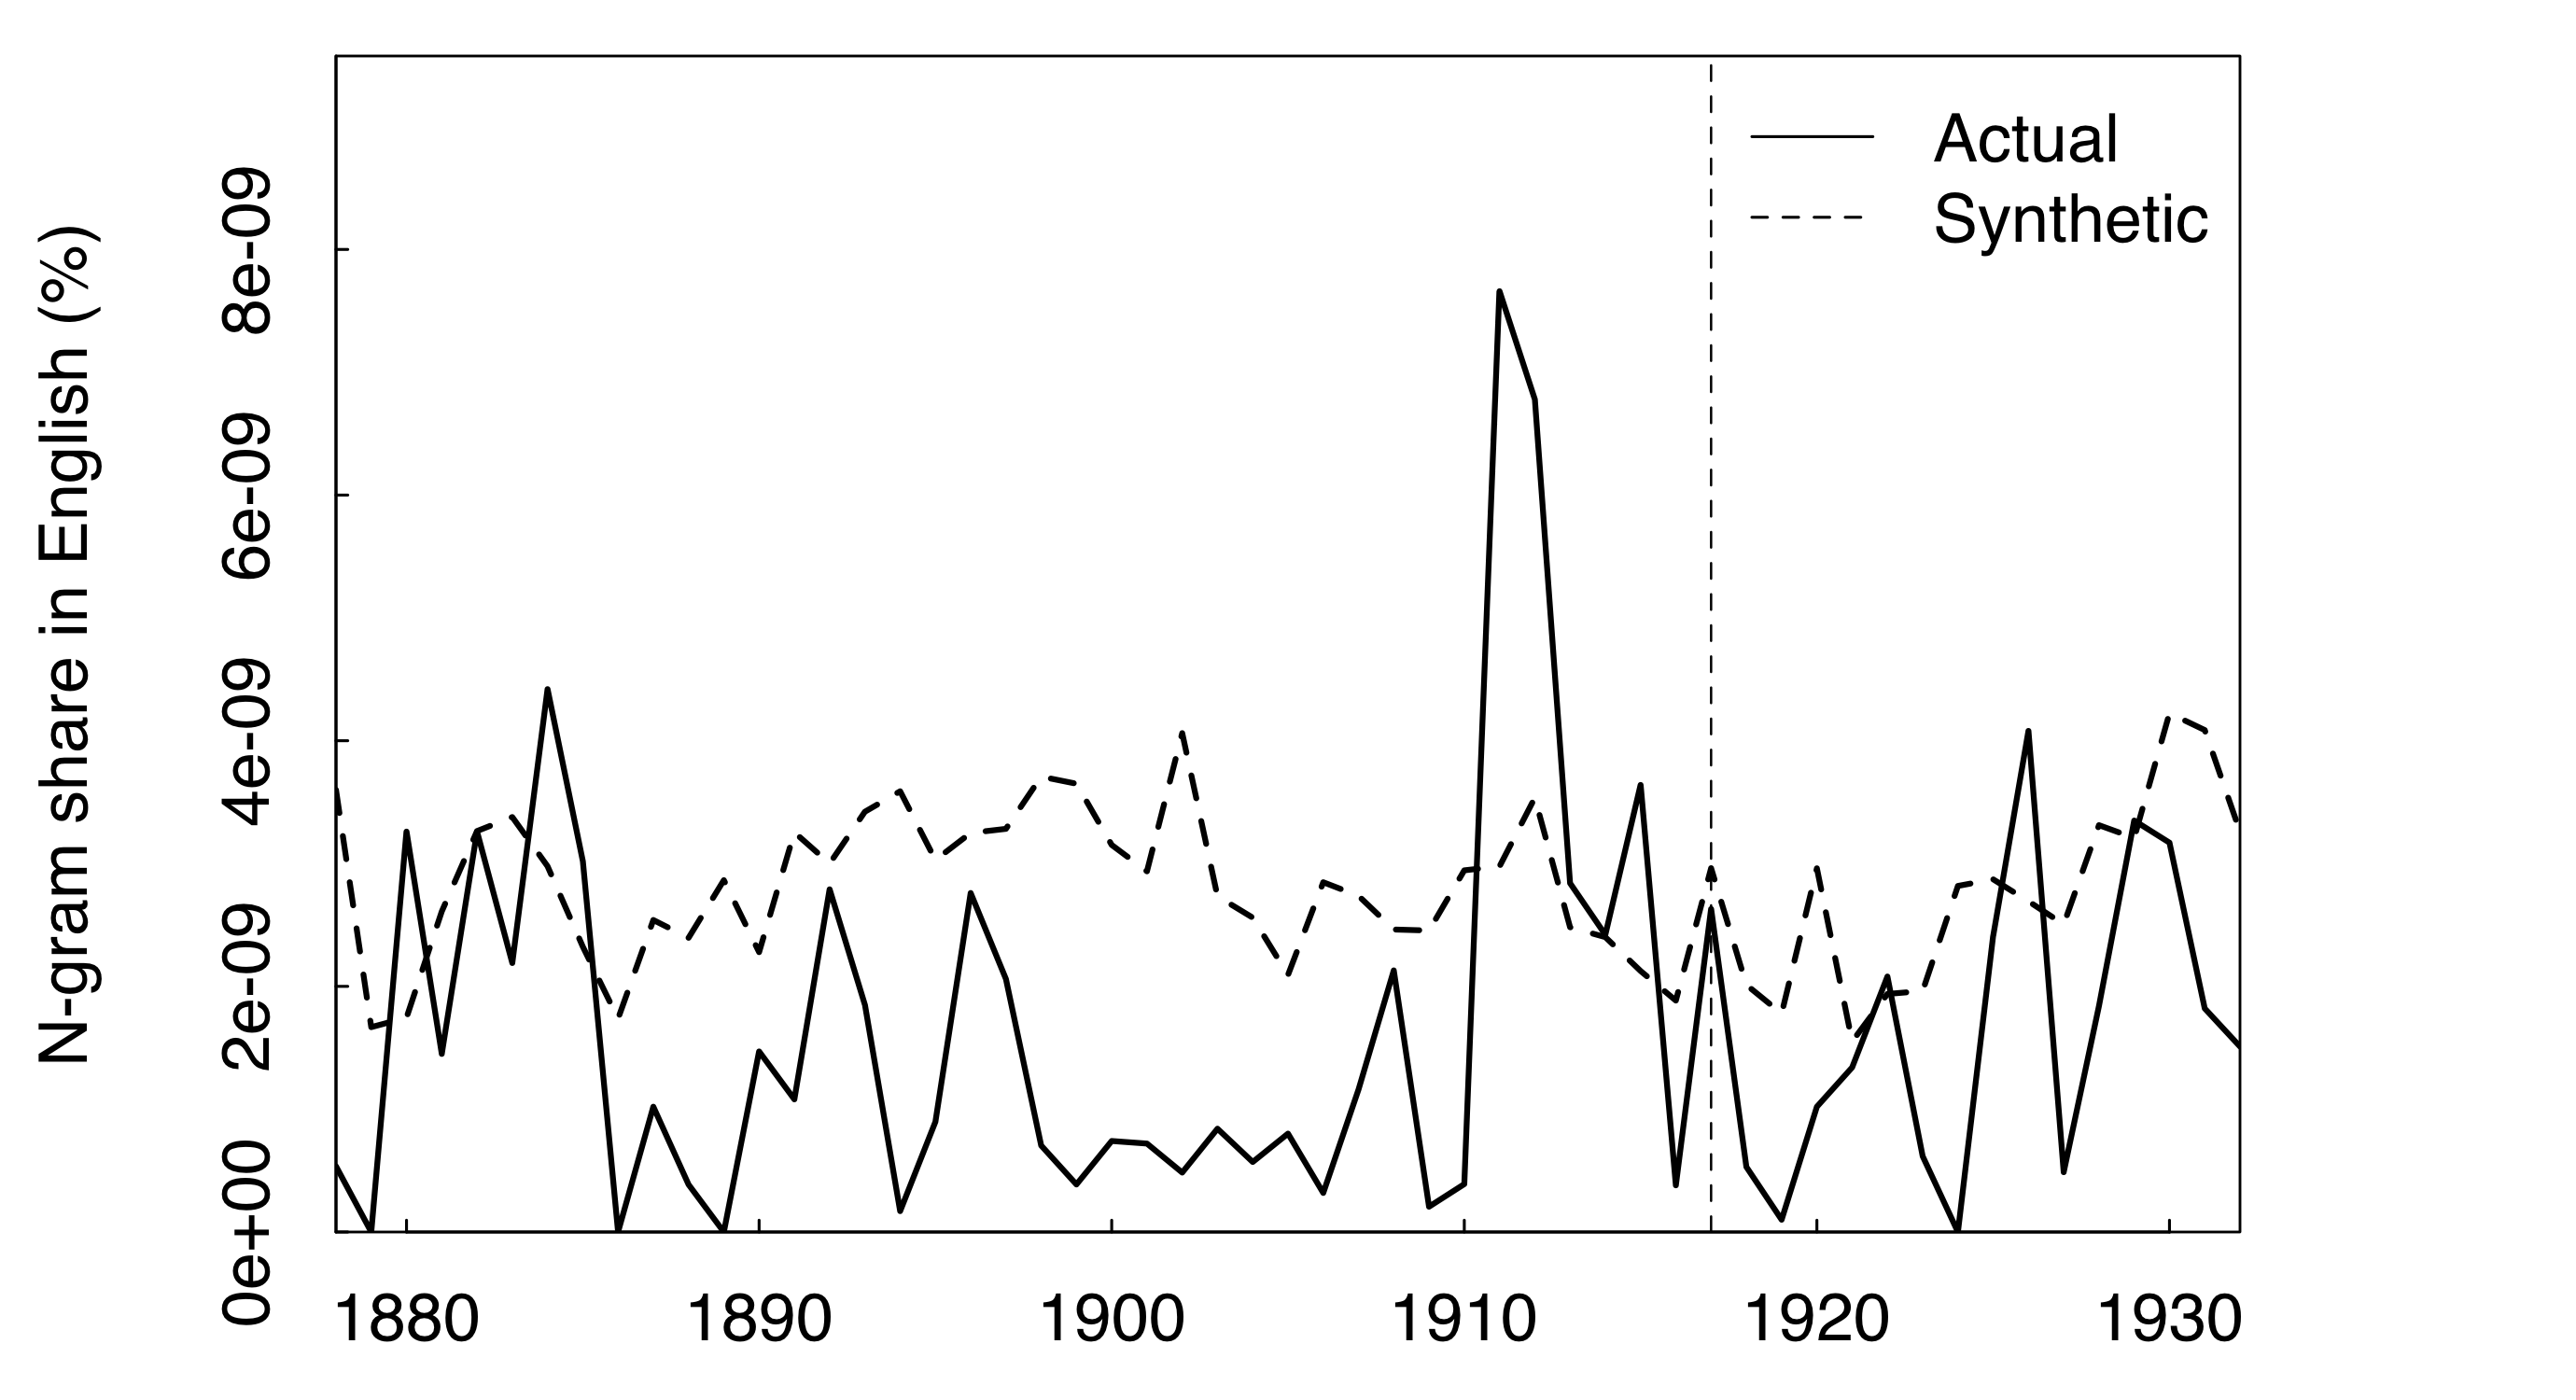 N-gram share in English (%)
8e-09
6e-09
4e-09
2e-09
0e+00
Actual
Synthetic
1880 1890 1900 1910 1920 1930